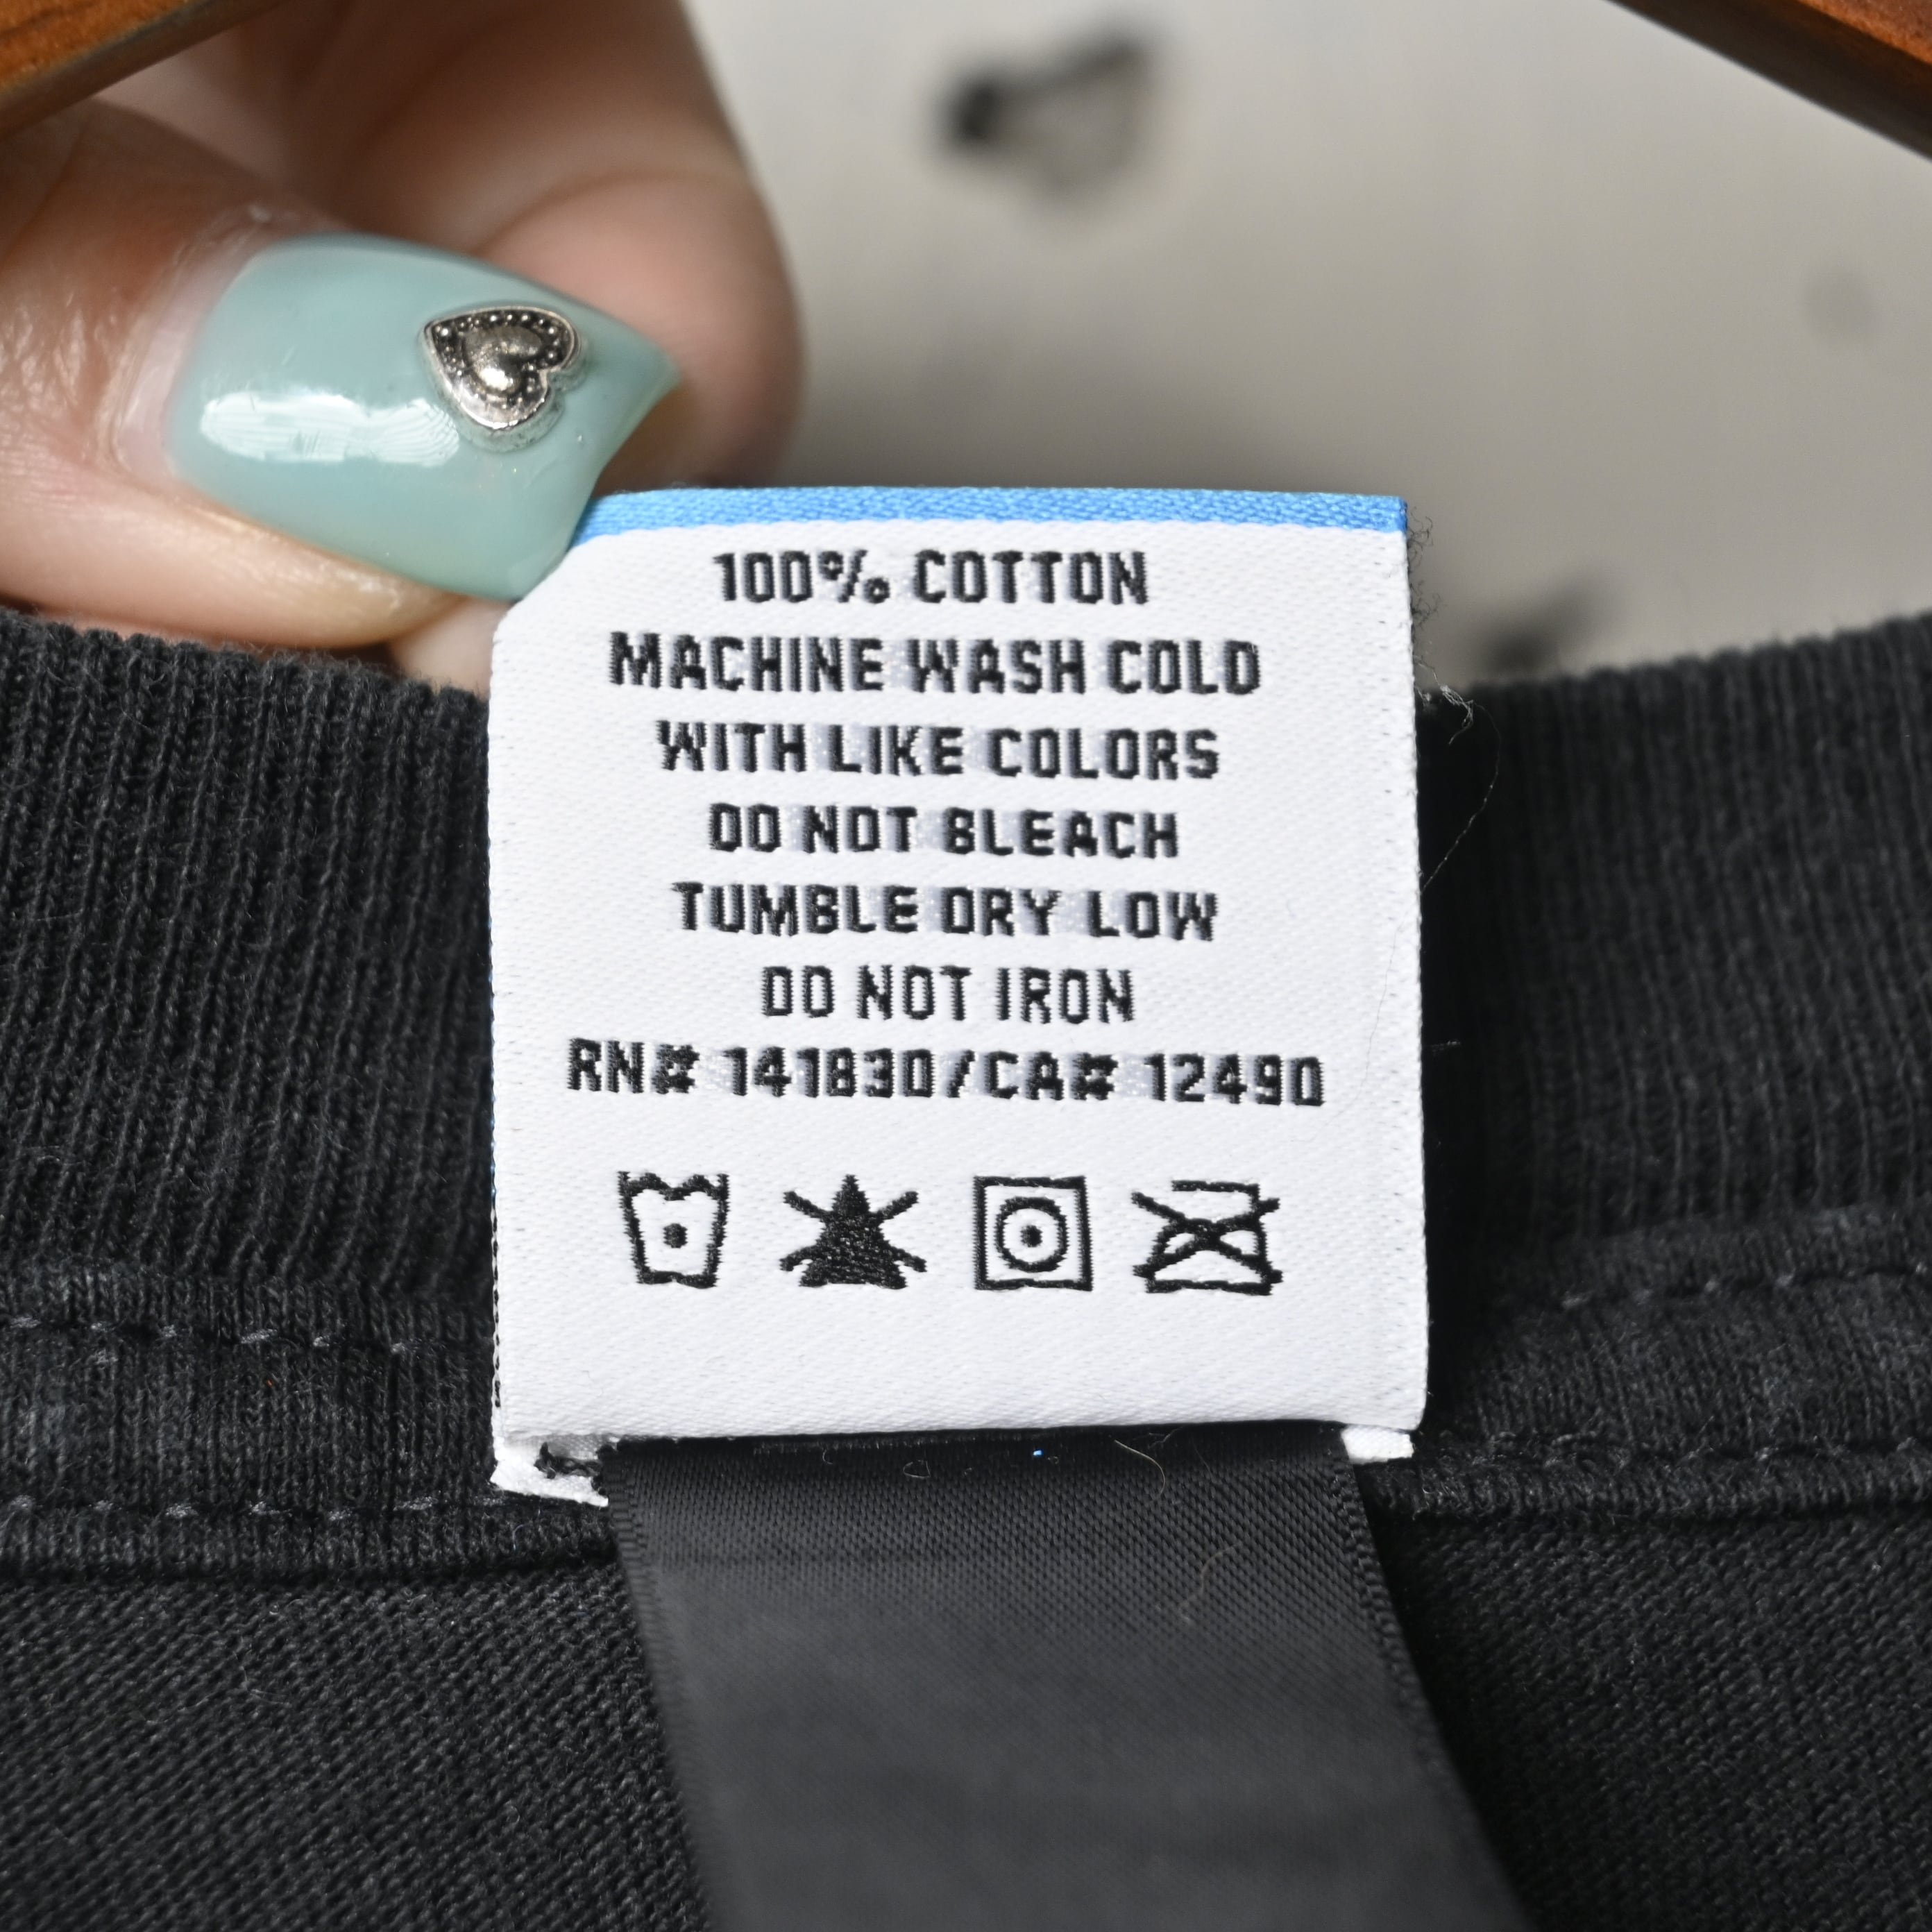 100% COTTON
MACHINE WASH COLD
WITH LIKE COLORS
DO NOT BLEACH
TUMBLE DRY LOW
DO NOT IRON
RN# 141830/CA# 12490